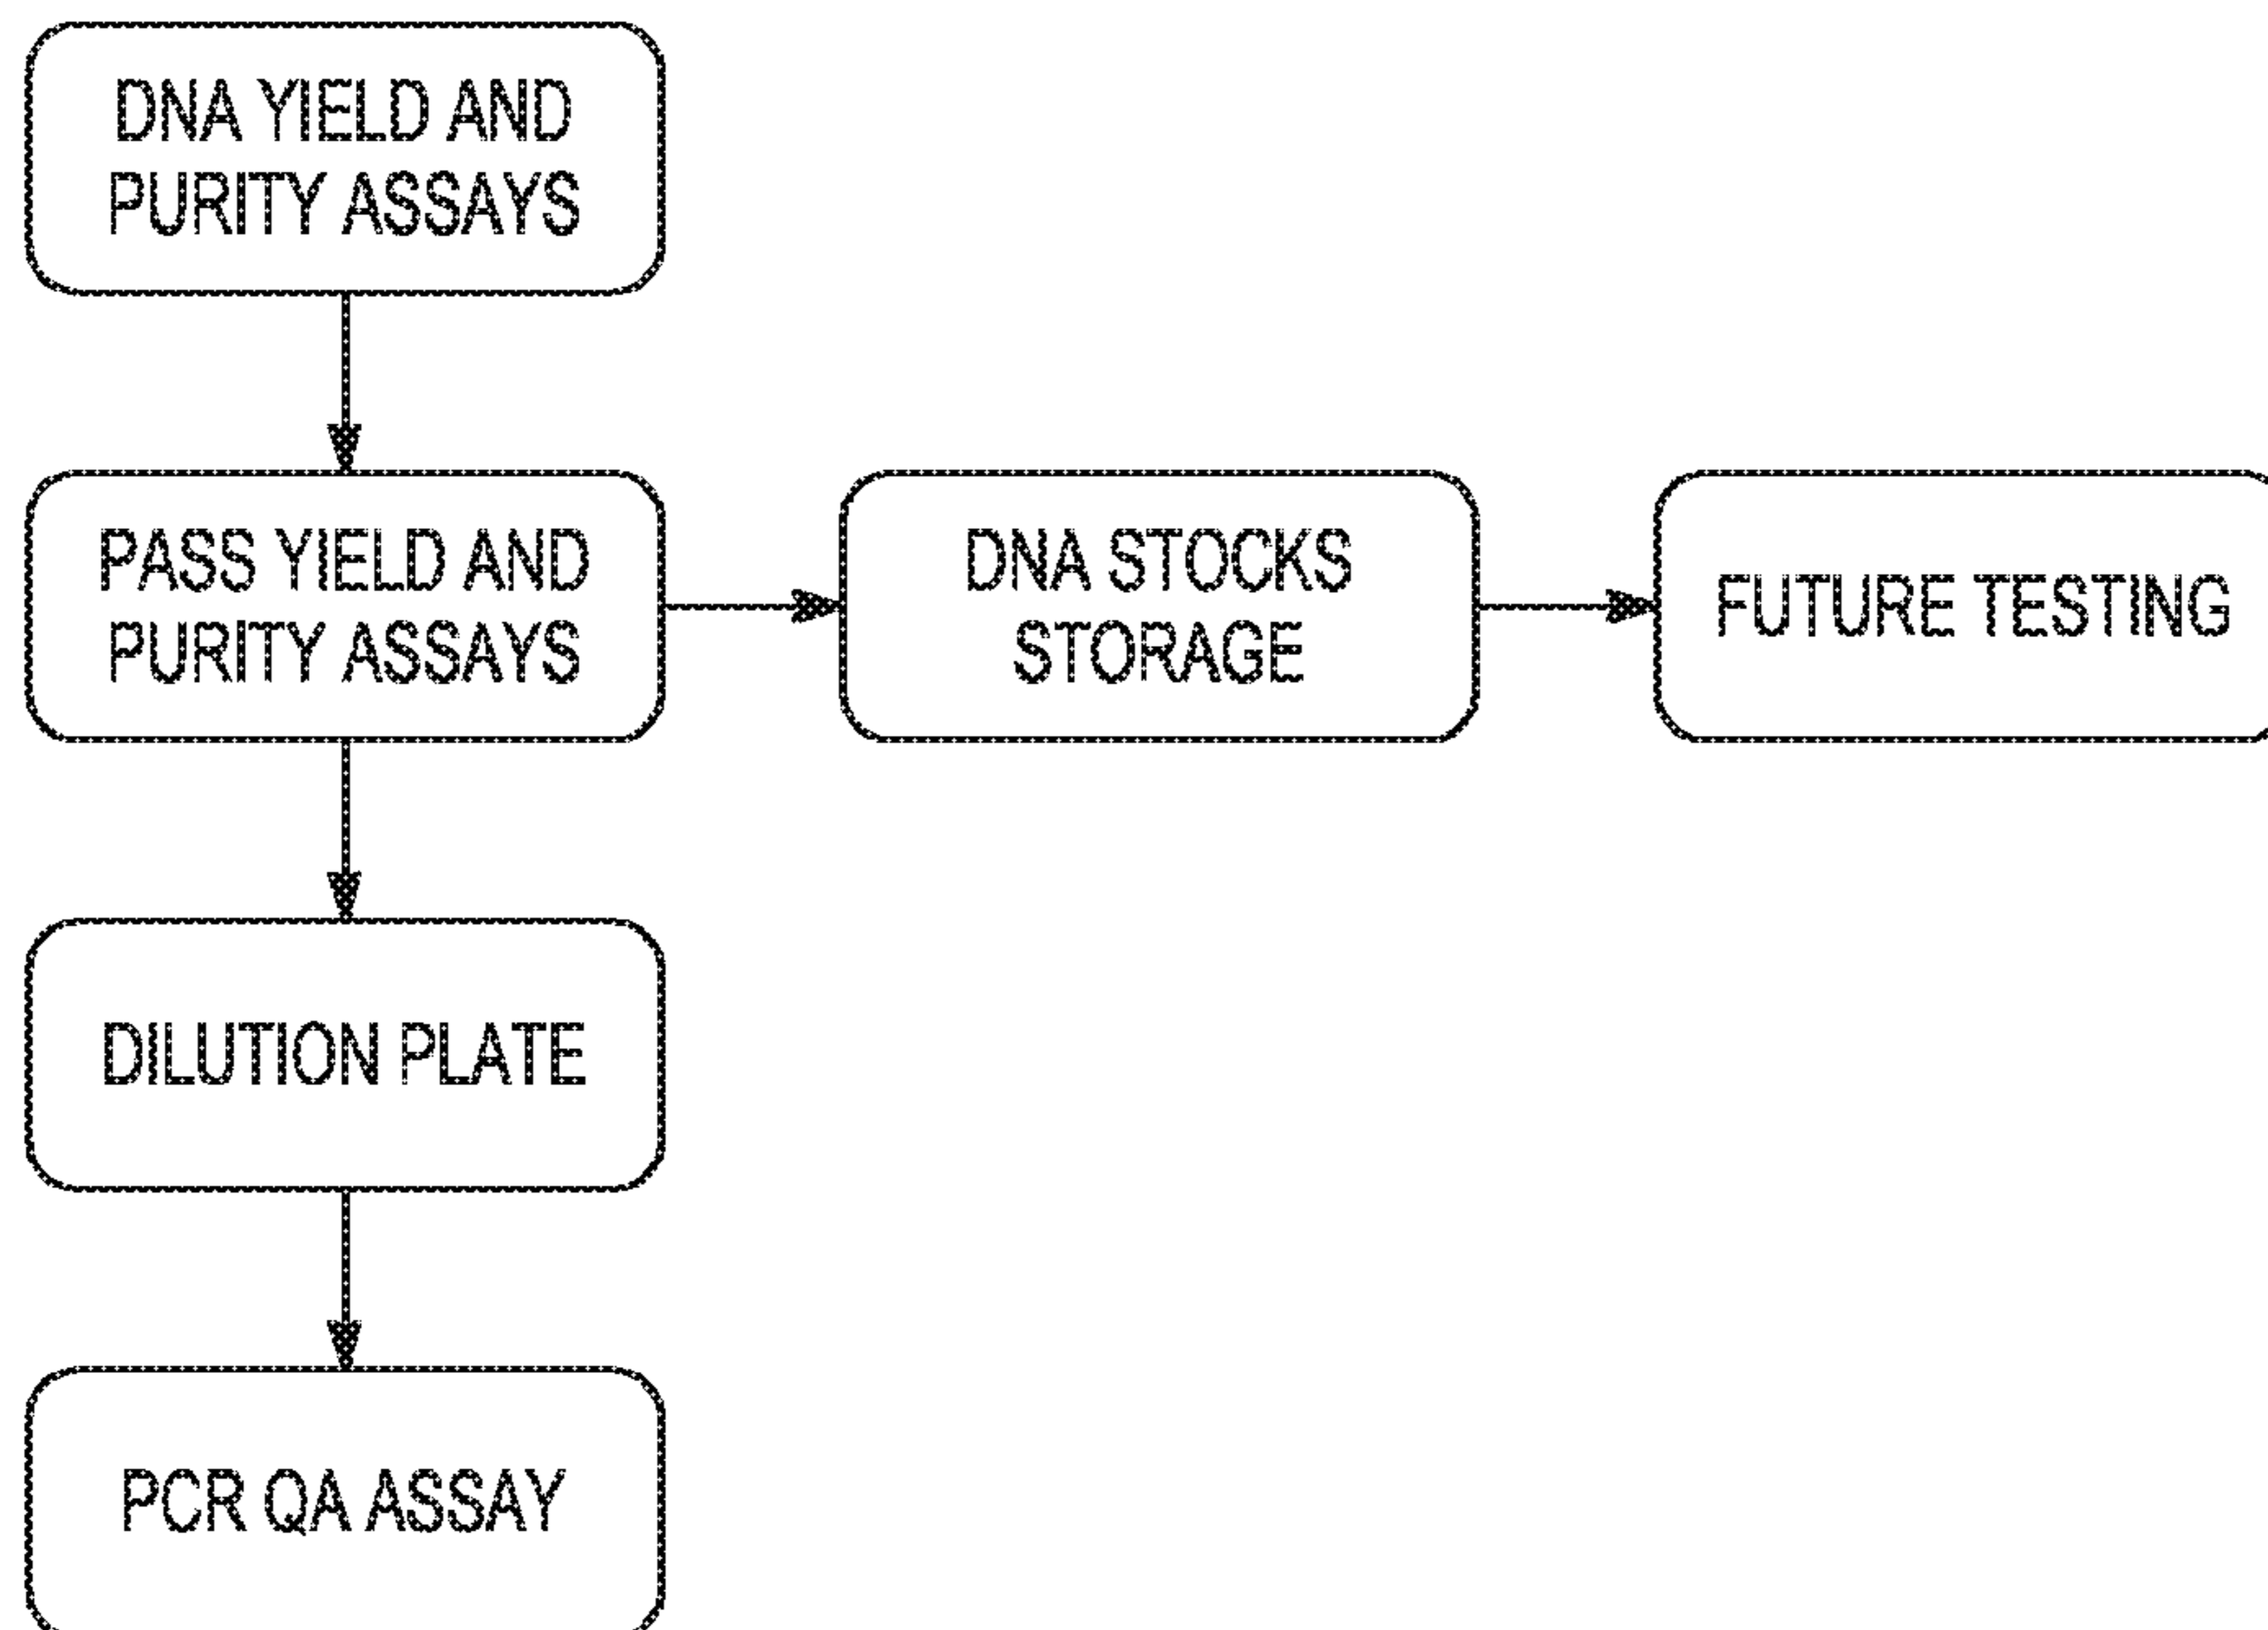 DNA YIELD AND
PURITY ASSAYS
PASS YIELD AND
PURITY ASSAYS
DNA STOCKS
STORAGE
FUTURE TESTING
DILUTION PLATE
PCR QA ASSAY